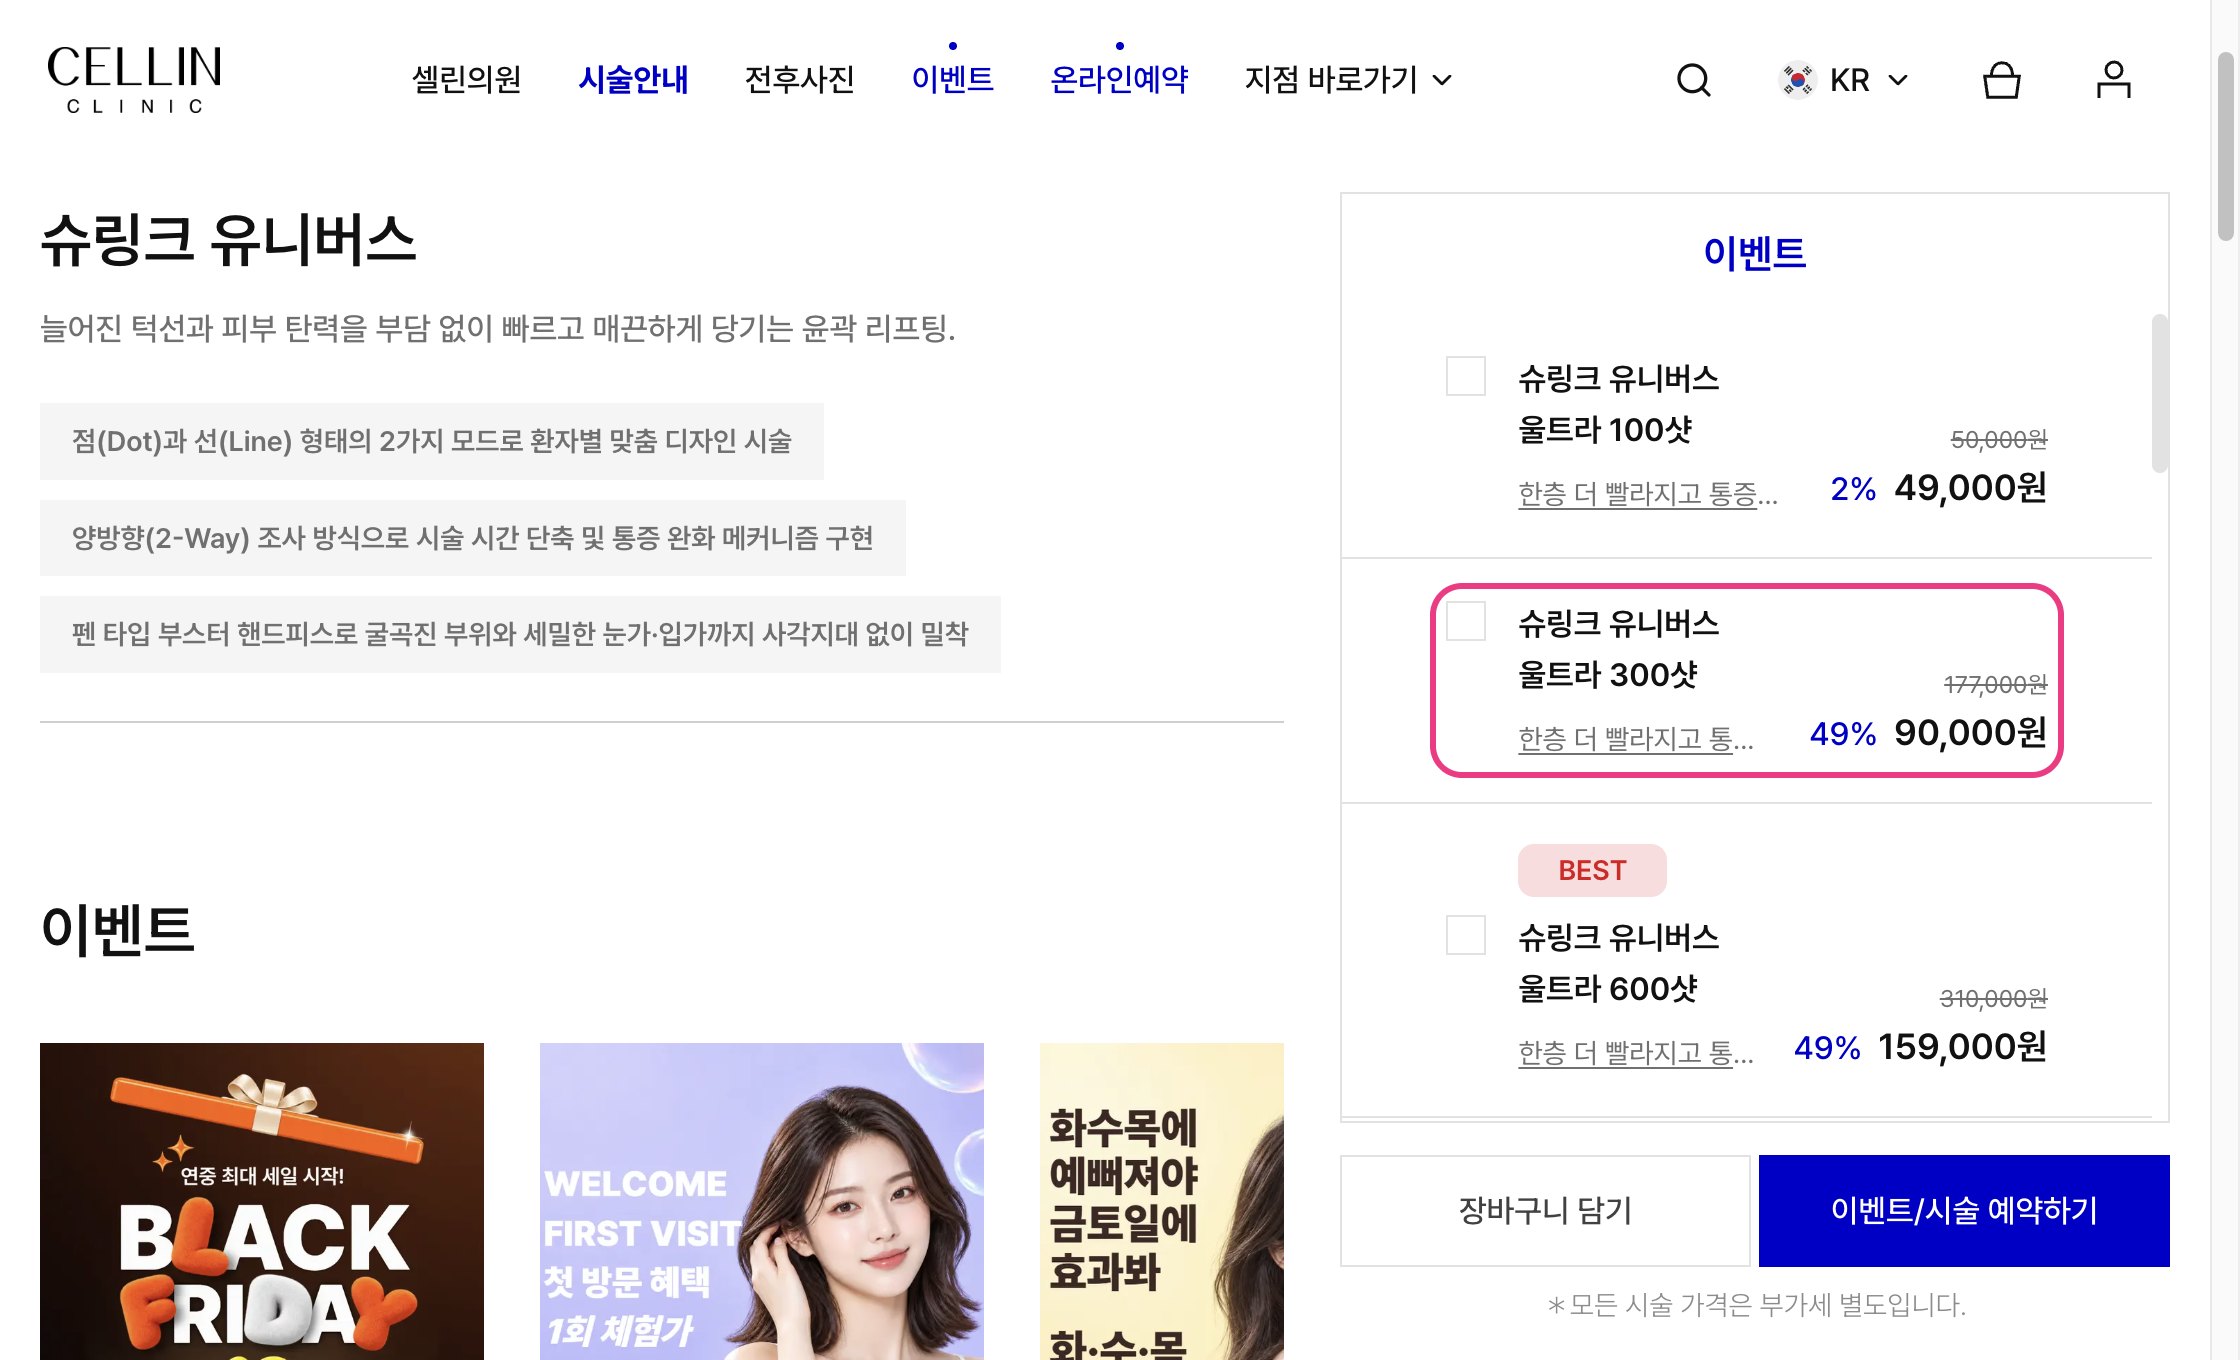 CELLIN
CLINIC
셀린의원
시술안내
전후사진
이벤트
온라인예약
지점 바로가기
KR
슈링크 유니버스
늘어진 턱선과 피부 탄력을 부담 없이 빠르고 매끈하게 당기는 윤곽 리프팅.
점(Dot)과 선(Line) 형태의 2가지 모드로 환자별 맞춤 디자인 시술
양방향(2-Way) 조사 방식으로 시술 시간 단축 및 통증 완화 메커니즘 구현
펜 타입 부스터 핸드피스로 굴곡진 부위와 세밀한 눈가·입가까지 사각지대 없이 밀착
이벤트
연중 최대 세일 시작!
BLACK
FRIDAY
WELCOME
FIRST VISIT
첫 방문 혜택
1회 체험가
화수목에
예뻐져야
금토일에
효과봐
화·수·목
이벤트
슈링크 유니버스
울트라 100샷
50,000원
한층 더 빨라지고 통증...
2% 49,000원
슈링크 유니버스
울트라 300샷
177,000원
한층 더 빨라지고 통...
49% 90,000원
BEST
슈링크 유니버스
울트라 600샷
310,000원
한층 더 빨라지고 통...
49% 159,000원
장바구니 담기
이벤트/시술 예약하기
*모든 시술 가격은 부가세 별도입니다.